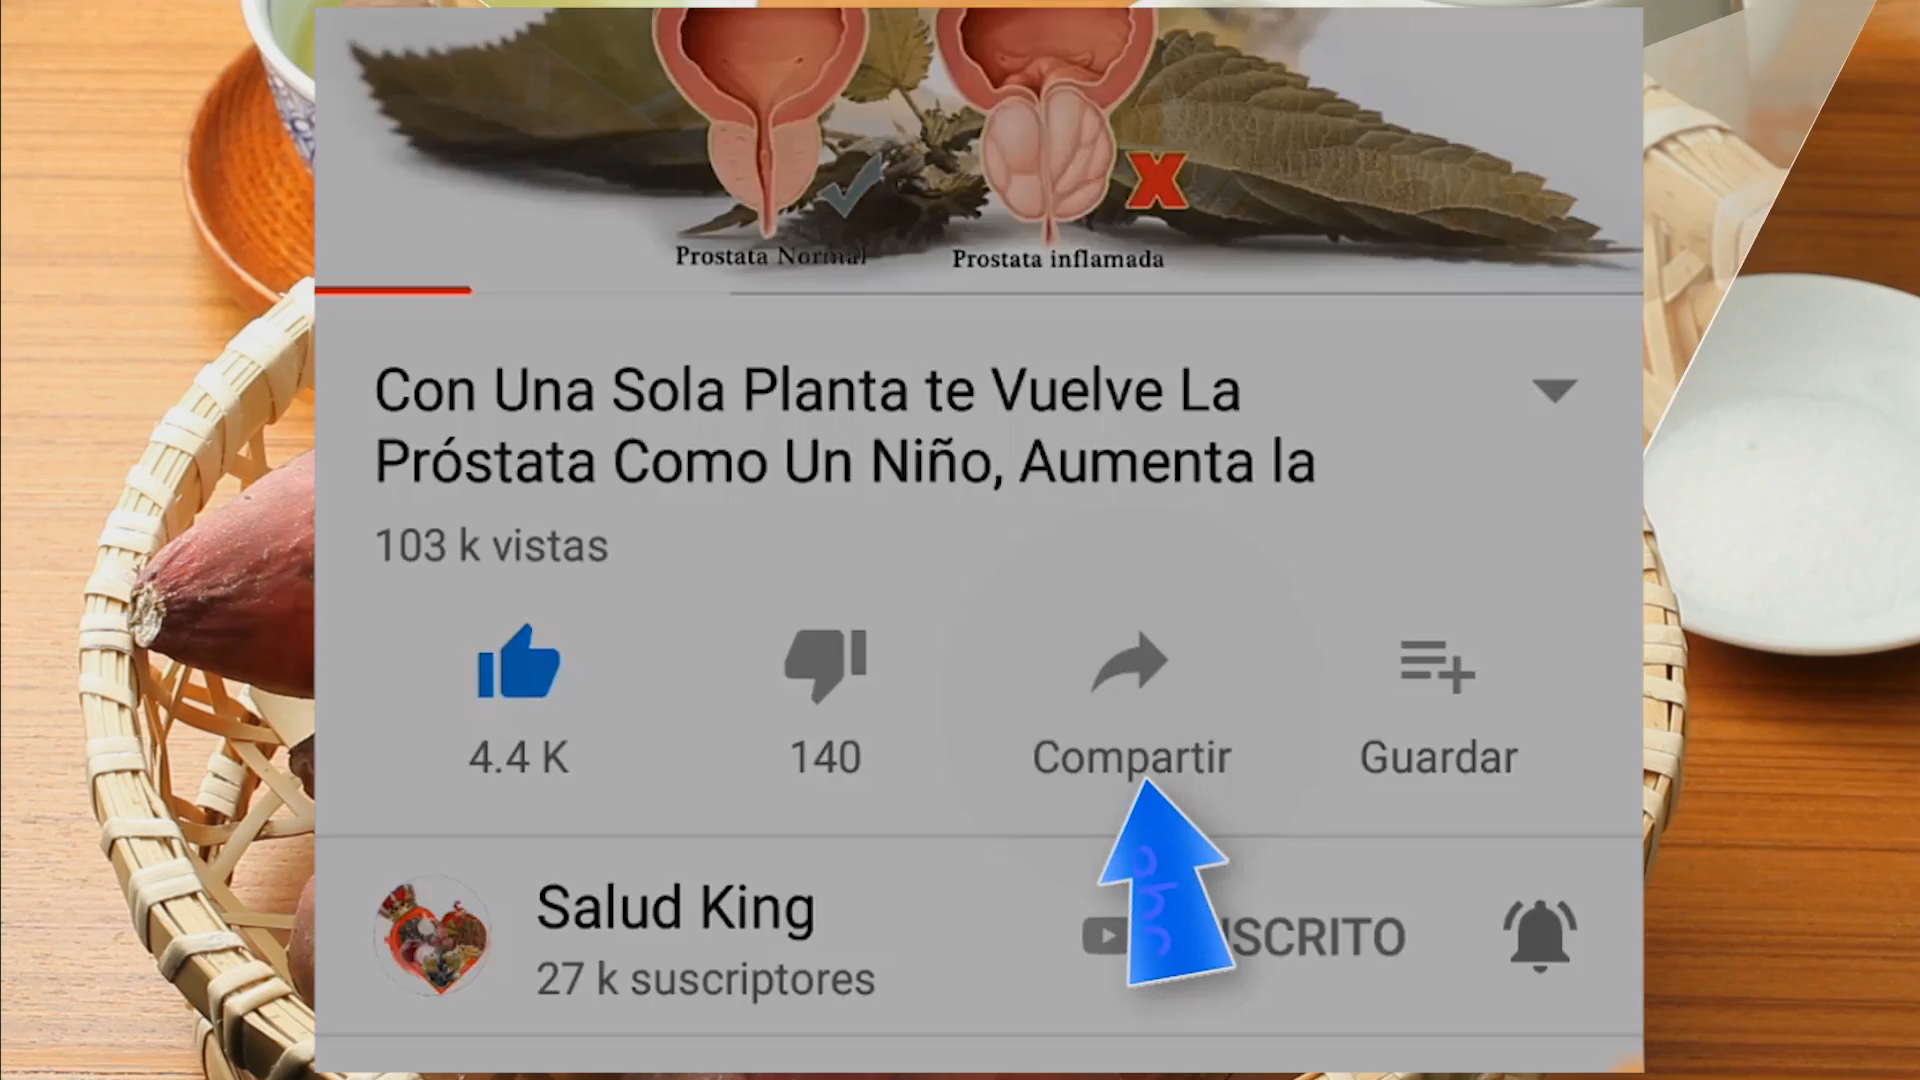 Prostata Normal
Prostata inflamada
Con Una Sola Planta te Vuelve La
Próstata Como Un Niño, Aumenta la
103 k vistas
4.4 K
140
Compartir
Guardar
Salud King
27 k suscriptores